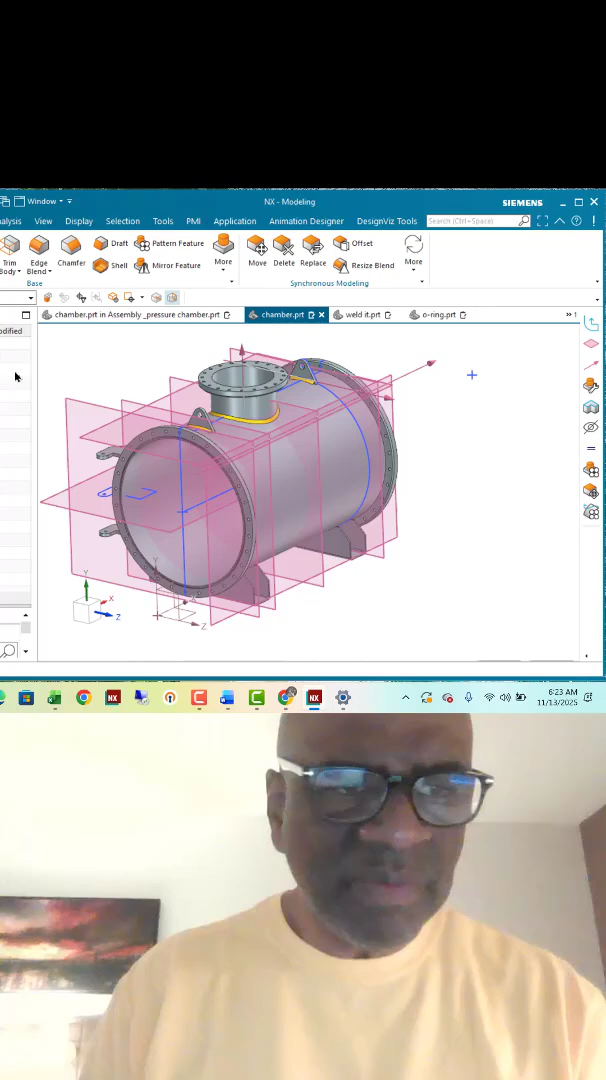 Window
NX - Modeling
SIEMENS
alysis View Display Selection Tools PMI Application Animation Designer DesignViz Tools Search (Ctrl+Space)
Trim Body Edge Blend Chamfer Draft Pattern Feature Shell Mirror Feature More Move Delete Replace Offset Resize Blend More
Base Synchronous Modeling
chamber.prt in Assembly _pressure chamber.prt chamber.prt weld it.prt o-ring.prt 1
odified
Y
X
Z
Y
X
Z
NX NX
6:23 AM
11/13/2025